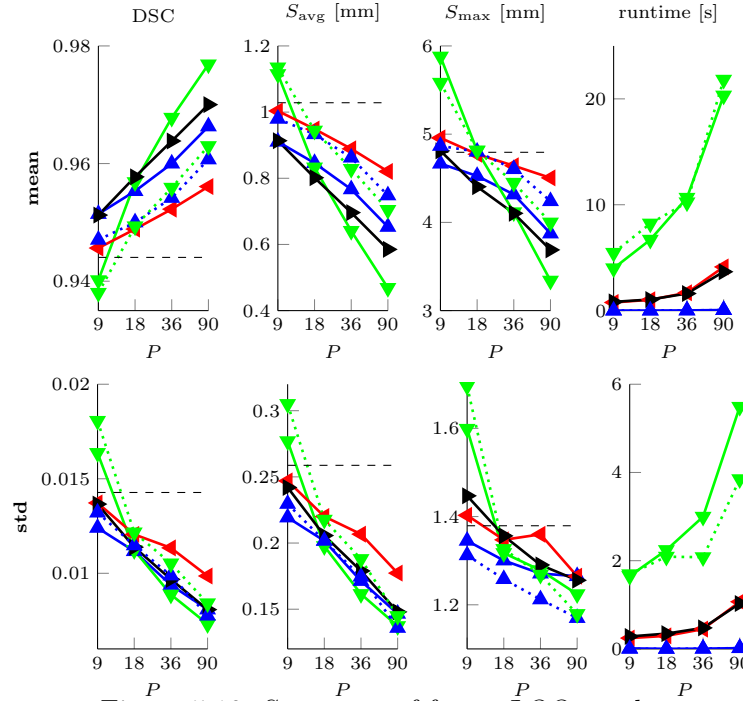 DSC S_avg [mm] S_max [mm] runtime [s]
0.98 1.2 6
20
mean 0.96 1 5
0.8 4 10
0.94 0.6
0.4 3 0
9 18 36 90 9 18 36 90 9 18 36 90 9 18 36 90
P P P P
0.02 0.3 6
1.6
std 0.015 0.25 4
1.4
0.2 2
0.01 1.2
0.15 0
9 18 36 90 9 18 36 90 9 18 36 90 9 18 36 90
P P P P